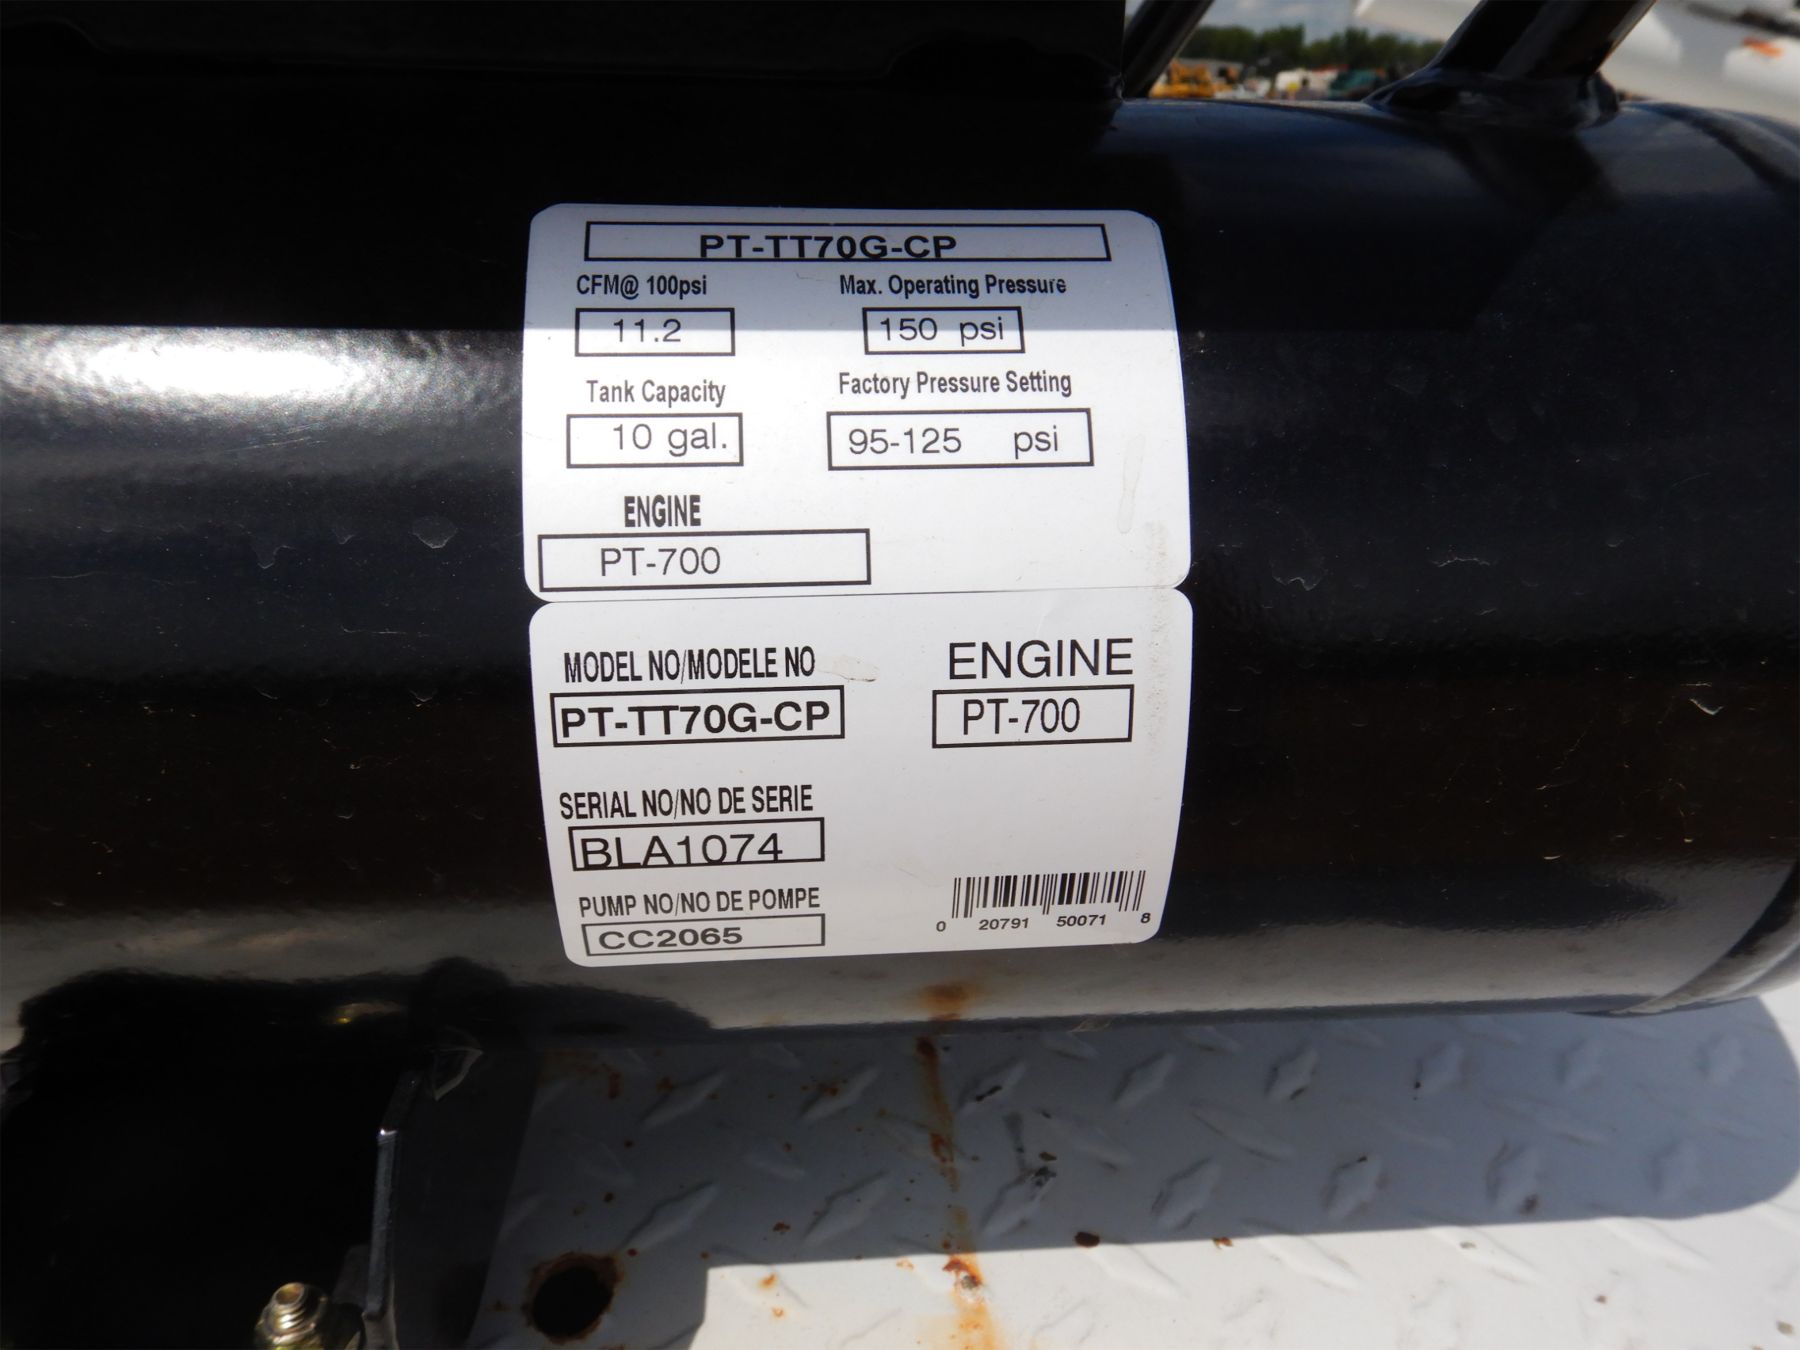 PT-TT70G-CP
CFM@ 100psi Max. Operating Pressure
11.2 150 psi
Tank Capacity Factory Pressure Setting
10 gal. 95-125 psi
ENGINE
PT-700
MODEL NO/MODELE NO ENGINE
PT-TT70G-CP PT-700
SERIAL NO/NO DE SERIE
BLA1074
PUMP NO/NO DE POMPE
CC2065
0 20791 50071 8